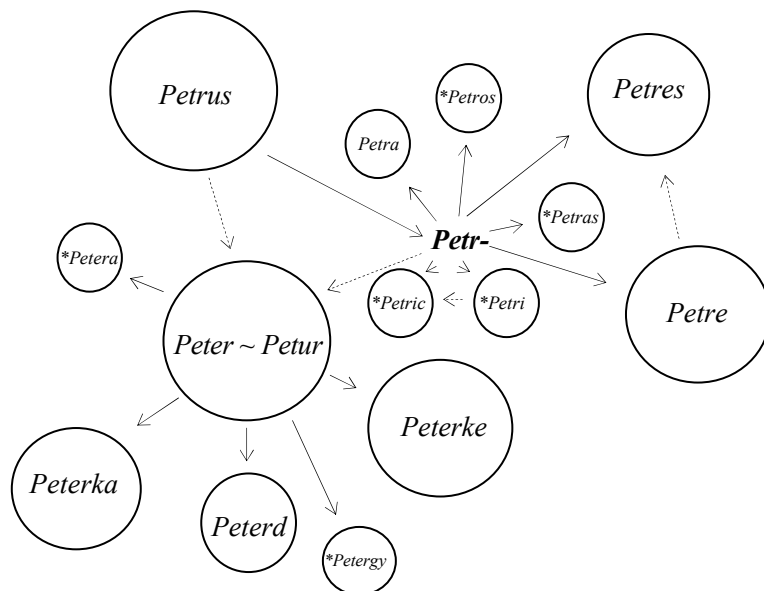 Petrus
*Petros
Petres
Petra
*Petras
Petr-
*Petera
*Petric
*Petri
Petre
Peter ~ Petur
Peterke
Peterka
Peterd
*Petergy